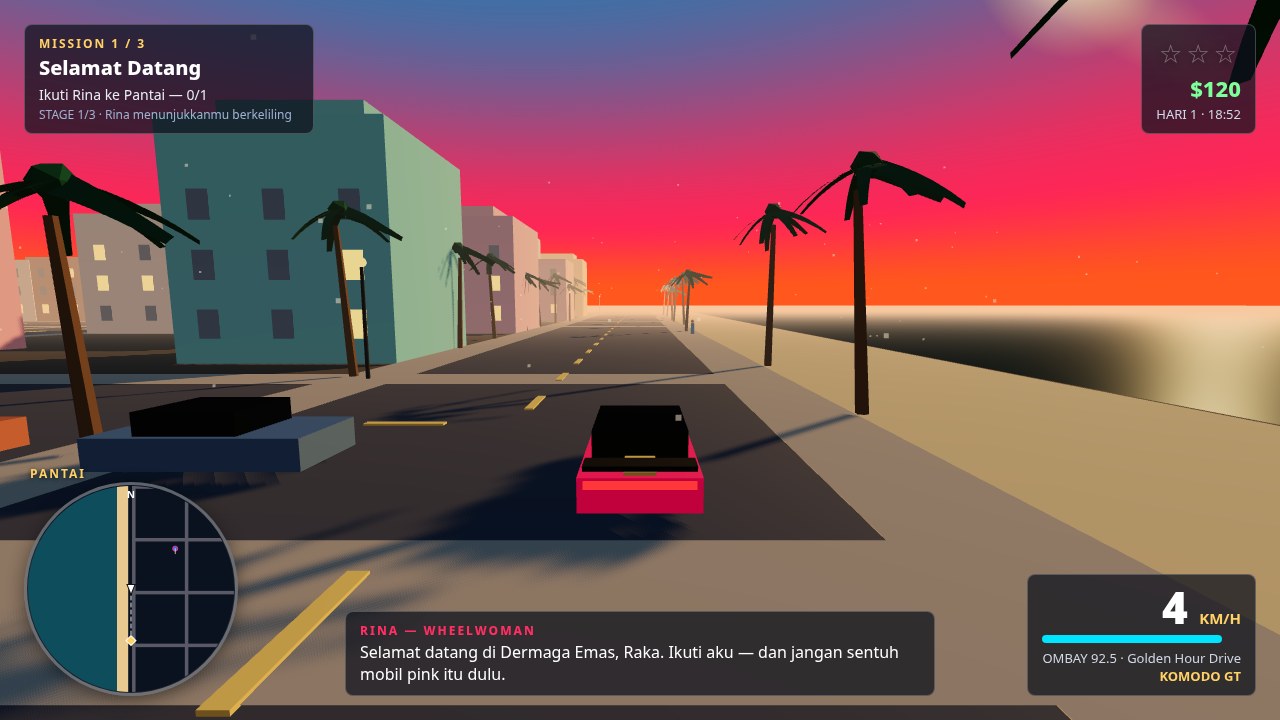 MISSION 1 / 3
Selamat Datang
Ikuti Rina ke Pantai — 0/1
STAGE 1/3 · Rina menunjukkanmu berkeliling
$120
HARI 1 · 18:52
PANTAI
N
RINA — WHEELWOMAN
Selamat datang di Dermaga Emas, Raka. Ikuti aku — dan jangan sentuh
mobil pink itu dulu.
4 KM/H
OMBAY 92.5 · Golden Hour Drive
KOMODO GT